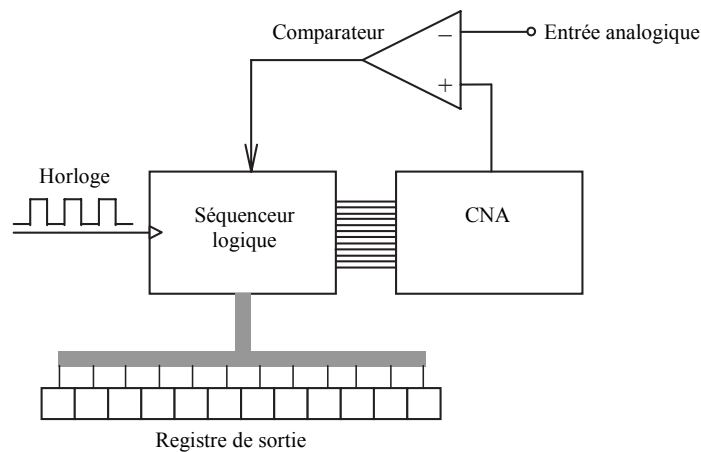 Comparateur
−
Entrée analogique
+
Horloge
Séquenceur
logique
CNA
Registre de sortie